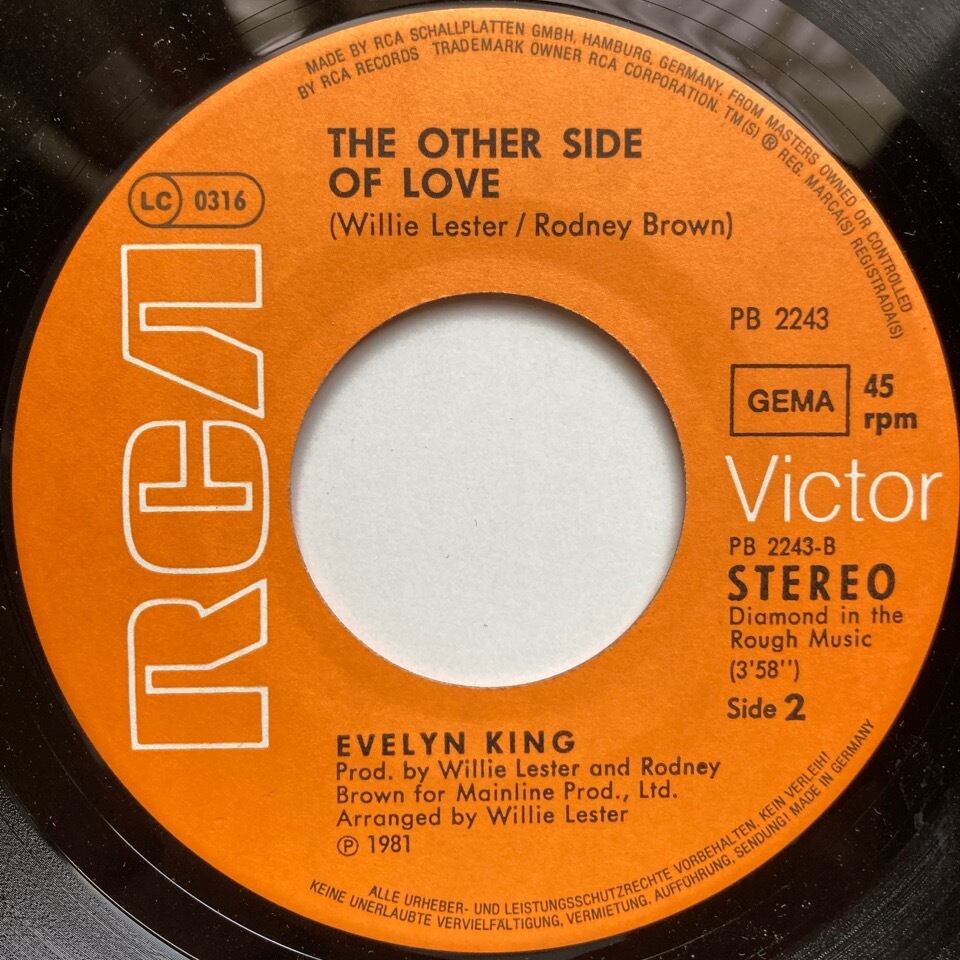 MADE BY RCA SCHALLPLATTEN GMBH, HAMBURG, GERMANY. FROM MASTERS OWNED OR CONTROLLED
BY RCA RECORDS TRADEMARK OWNER RCA CORPORATION. TM(S) ® REG. MARCA(S) REGISTRADA(S)
THE OTHER SIDE
OF LOVE
(Willie Lester / Rodney Brown)
LC 0316
RCA
PB 2243
GEMA
45
rpm
Victor
PB 2243-B
STEREO
Diamond in the
Rough Music
(3'58'')
Side 2
EVELYN KING
Prod. by Willie Lester and Rodney
Brown for Mainline Prod., Ltd.
Arranged by Willie Lester
℗ 1981
ALLE URHEBER- UND LEISTUNGSSCHUTZRECHTE VORBEHALTEN. KEIN VERLEIH!
KEINE UNERLAUBTE VERVIELFÄLTIGUNG, VERMIETUNG, AUFFÜHRUNG, SENDUNG! MADE IN GERMANY